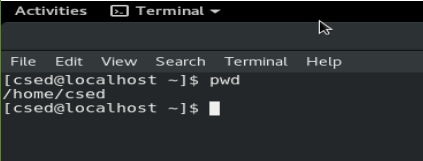 Activities Terminal
File Edit View Search Terminal Help
[csed@localhost ~]$ pwd
/home/csed
[csed@localhost ~]$